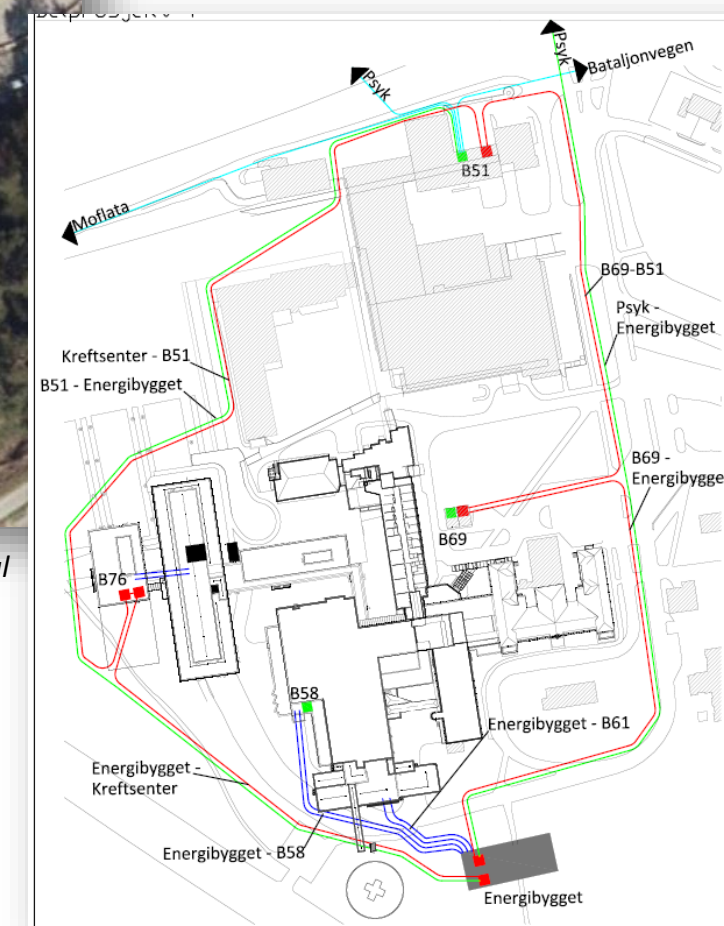 Psyk
Psyk
Bataljonvegen
B51
Moflata
B69-B51
Psyk -
Energibygget
Kreftsenter - B51
B51 - Energibygget
B69 -
Energibygge
B69
B76
B58
Energibygget - B61
Energibygget -
Kreftsenter
Energibygget - B58
Energibygget